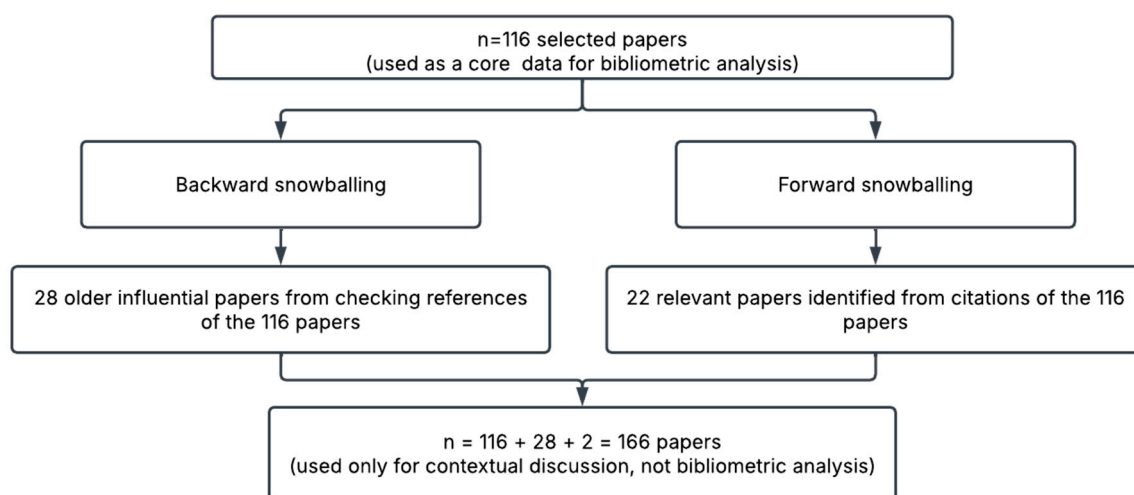 n=116 selected papers
(used as a core data for bibliometric analysis)
Backward snowballing
Forward snowballing
28 older influential papers from checking references
of the 116 papers
22 relevant papers identified from citations of the 116
papers
n = 116 + 28 + 2 = 166 papers
(used only for contextual discussion, not bibliometric analysis)